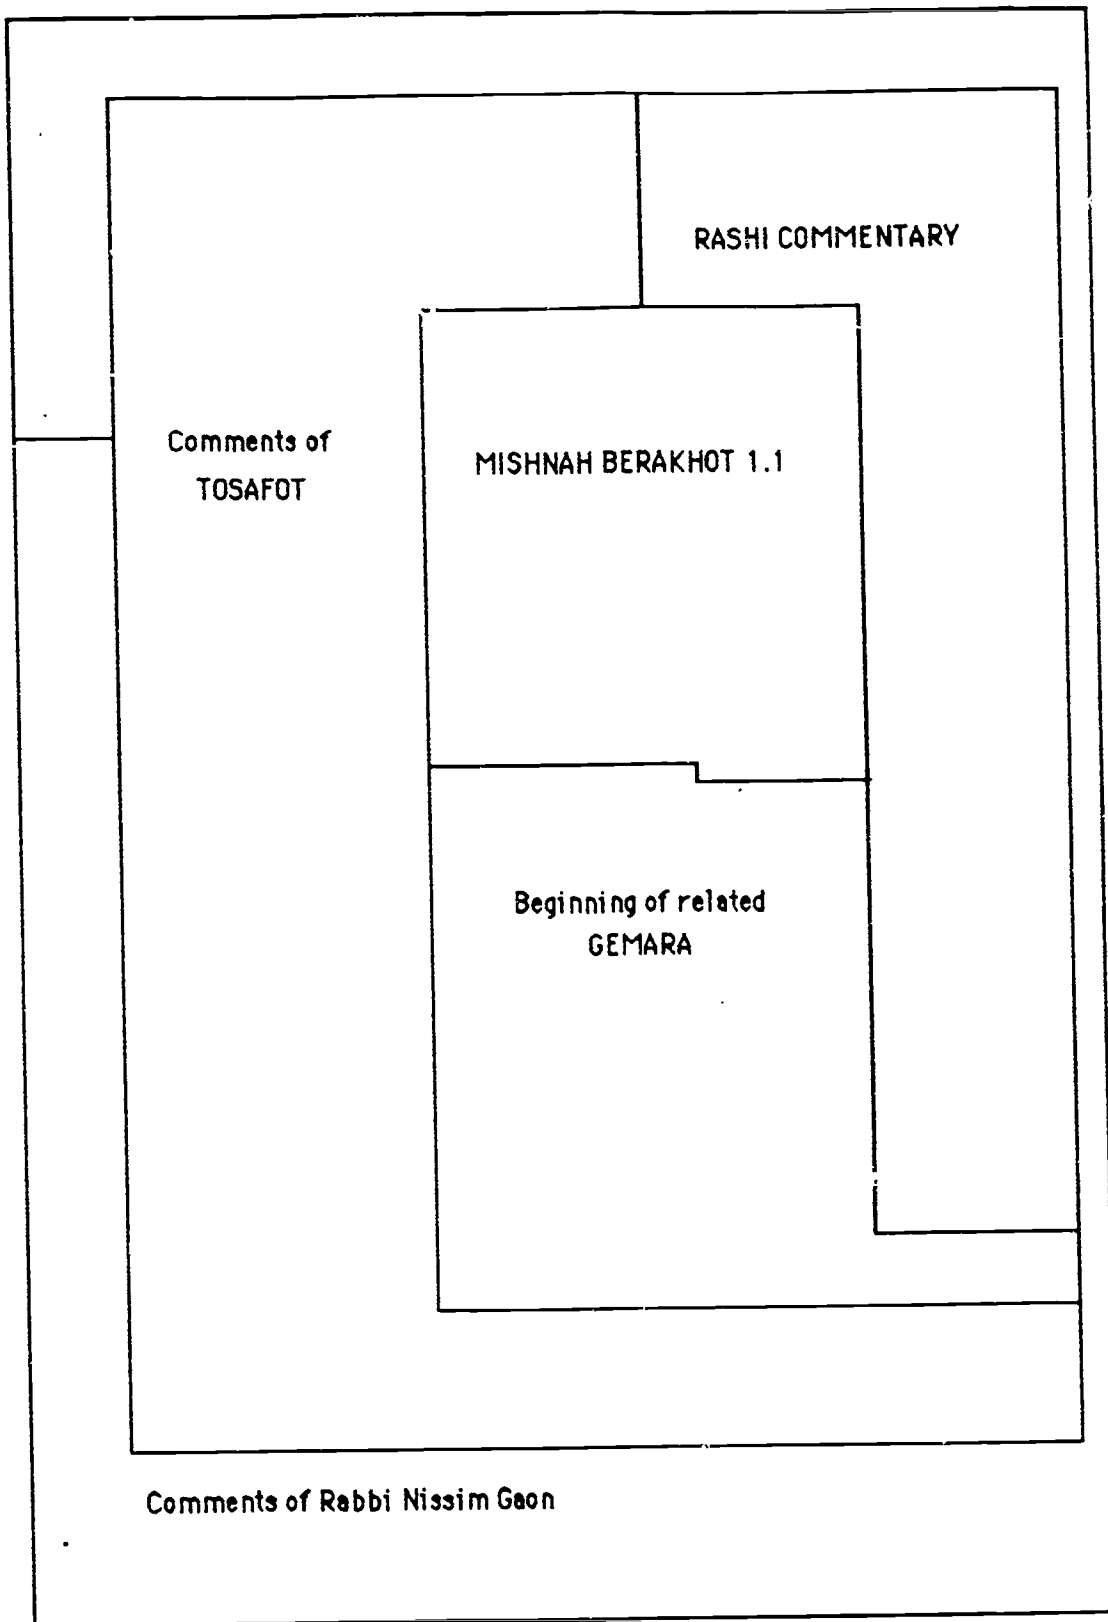 RASHI COMMENTARY
Comments of
TOSAFOT
MISHNAH BERAKHOT 1.1
Beginning of related
GEMARA
Comments of Rabbi Nissim Gaon